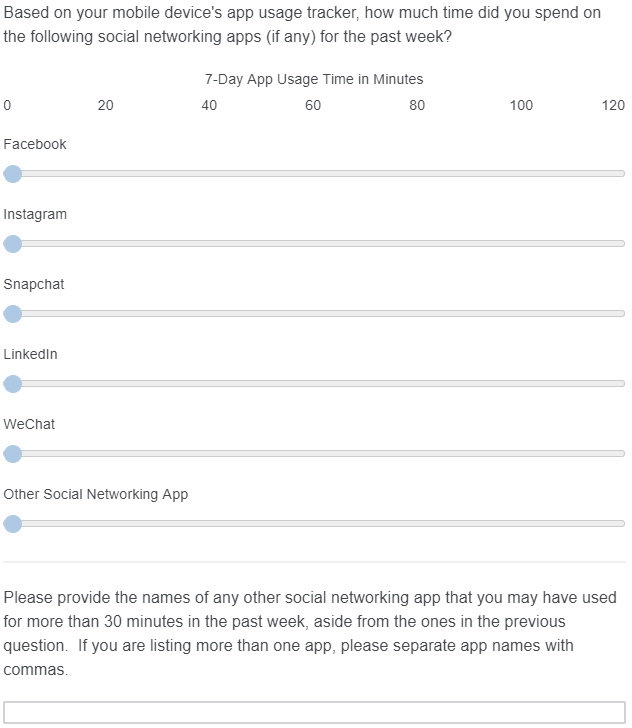 Based on your mobile device's app usage tracker, how much time did you spend on
the following social networking apps (if any) for the past week?
7-Day App Usage Time in Minutes
0 20 40 60 80 100 120
Facebook
Instagram
Snapchat
LinkedIn
WeChat
Other Social Networking App
Please provide the names of any other social networking app that you may have used
for more than 30 minutes in the past week, aside from the ones in the previous
question.  If you are listing more than one app, please separate app names with
commas.